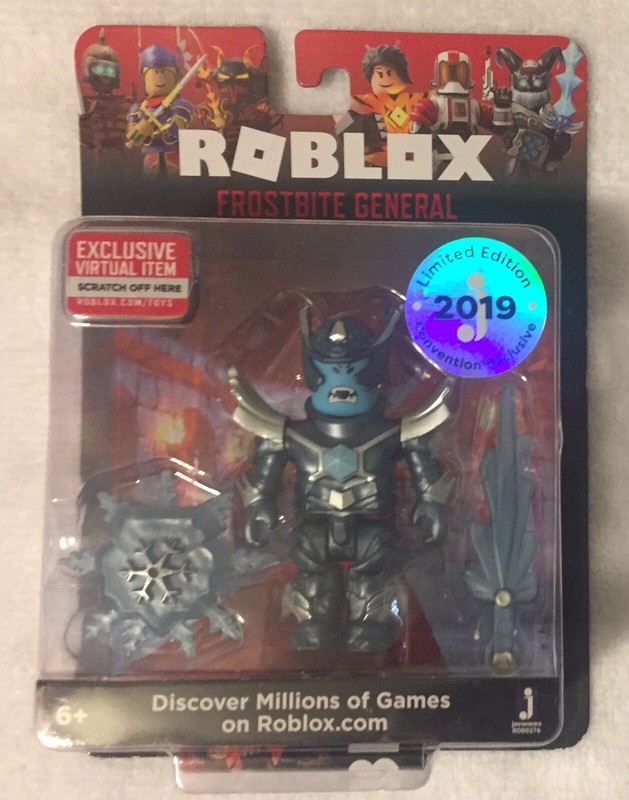 ROBLOX
FROSTBITE GENERAL
EXCLUSIVE
VIRTUAL ITEM
SCRATCH OFF HERE
ROBLOX.COM/TOYS
Limited Edition
2019
Convention Exclusive
6+
Discover Millions of Games
on Roblox.com
j
jazwares
ROB0276